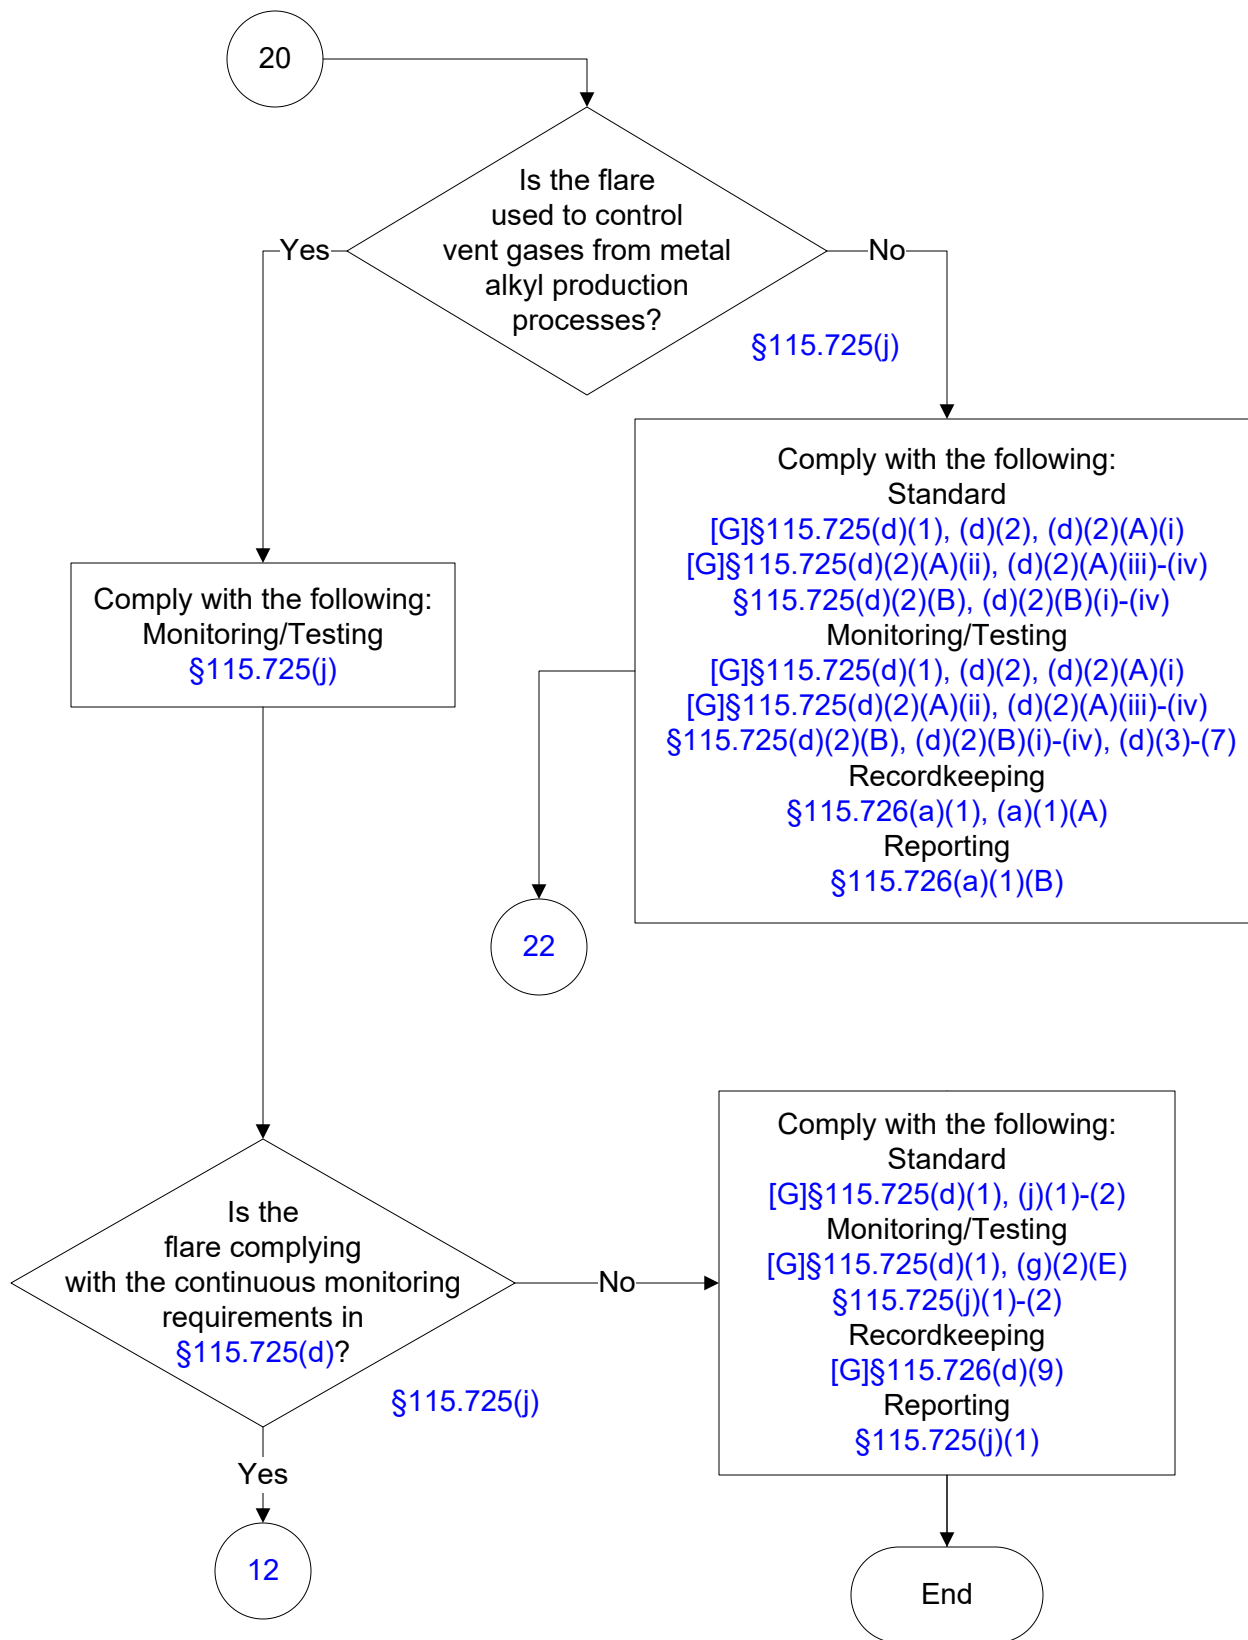 20
Is the flare
used to control
vent gases from metal
alkyl production
processes?
Yes
No
§115.725(j)
Comply with the following:
Standard
[G]§115.725(d)(1), (d)(2), (d)(2)(A)(i)
[G]§115.725(d)(2)(A)(ii), (d)(2)(A)(iii)-(iv)
§115.725(d)(2)(B), (d)(2)(B)(i)-(iv)
Monitoring/Testing
[G]§115.725(d)(1), (d)(2), (d)(2)(A)(i)
[G]§115.725(d)(2)(A)(ii), (d)(2)(A)(iii)-(iv)
§115.725(d)(2)(B), (d)(2)(B)(i)-(iv), (d)(3)-(7)
Recordkeeping
§115.726(a)(1), (a)(1)(A)
Reporting
§115.726(a)(1)(B)
Comply with the following:
Monitoring/Testing
§115.725(j)
22
Is the
flare complying
with the continuous monitoring
requirements in
§115.725(d)?
No
§115.725(j)
Yes
12
Comply with the following:
Standard
[G]§115.725(d)(1), (j)(1)-(2)
Monitoring/Testing
[G]§115.725(d)(1), (g)(2)(E)
§115.725(j)(1)-(2)
Recordkeeping
[G]§115.726(d)(9)
Reporting
§115.725(j)(1)
End